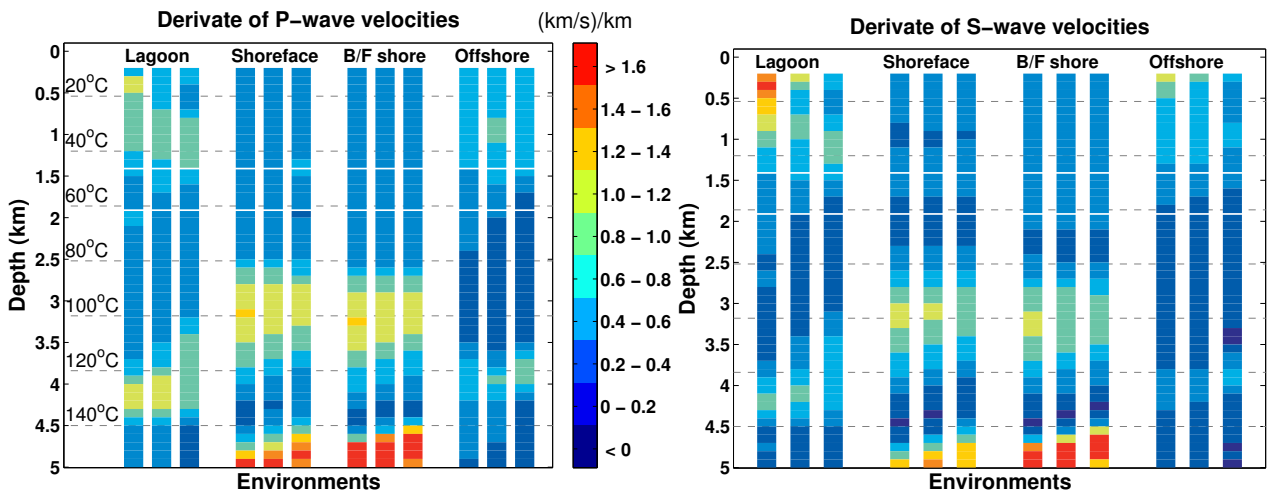 Derivate of P−wave velocities
(km/s)/km
Lagoon Shoreface B/F shore Offshore
0
0.5
1
1.5
2
2.5
3
3.5
4
4.5
5
20°C
40°C
60°C
80°C
100°C
120°C
140°C
Depth (km)
Environments
> 1.6
1.4 − 1.6
1.2 − 1.4
1.0 − 1.2
0.8 − 1.0
0.6 − 0.8
0.4 − 0.6
0.2 − 0.4
0 − 0.2
< 0
Derivate of S−wave velocities
Lagoon Shoreface B/F shore Offshore
0
0.5
1
1.5
2
2.5
3
3.5
4
4.5
5
Depth (km)
Environments